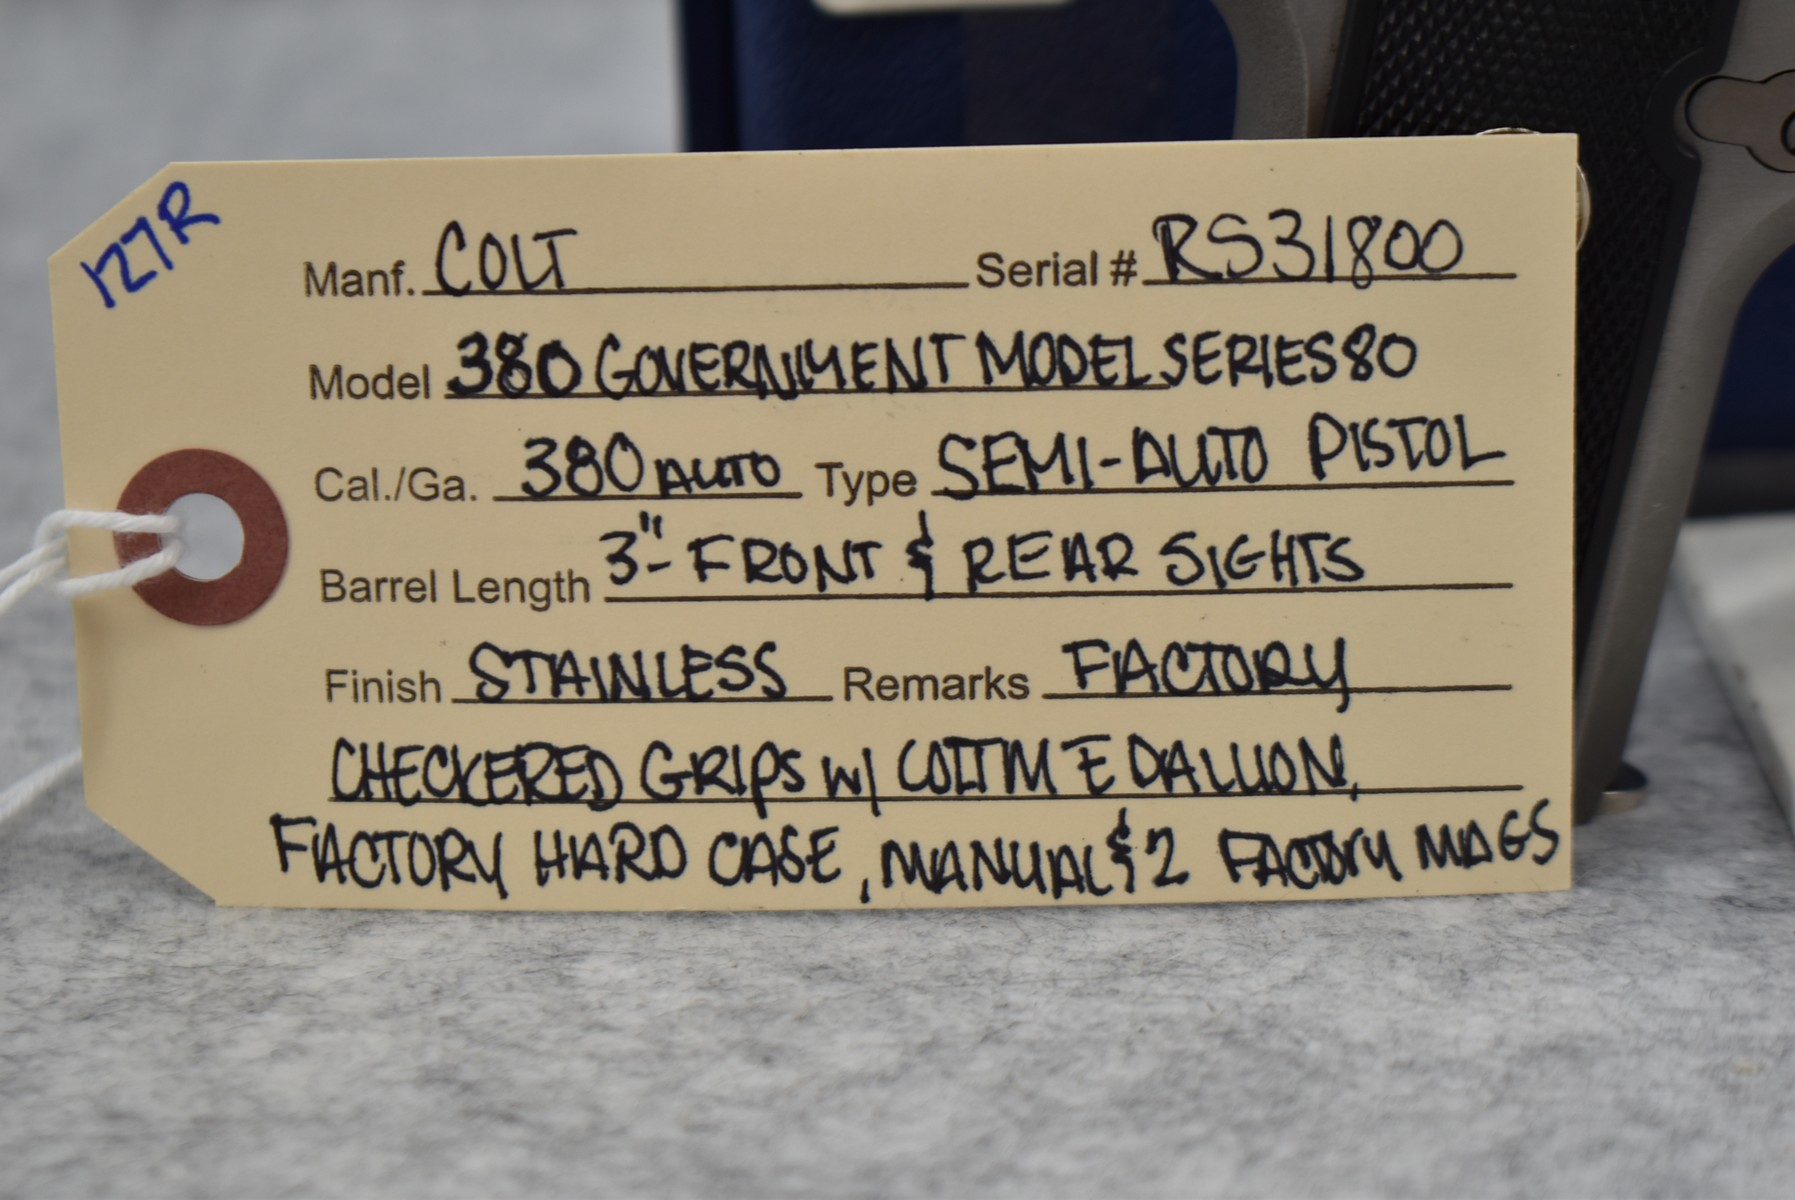 127R
Manf. COLT Serial # RS31800
Model 380 GOVERNMENT MODEL SERIES 80
Cal./Ga. 380 AUTO Type SEMI-AUTO PISTOL
Barrel Length 3"- FRONT & REAR SIGHTS
Finish STAINLESS Remarks FACTORY
CHECKERED GRIPS W/ COLT MEDALLION,
FACTORY HARD CASE, MANUAL & 2 FACTORY MAGS